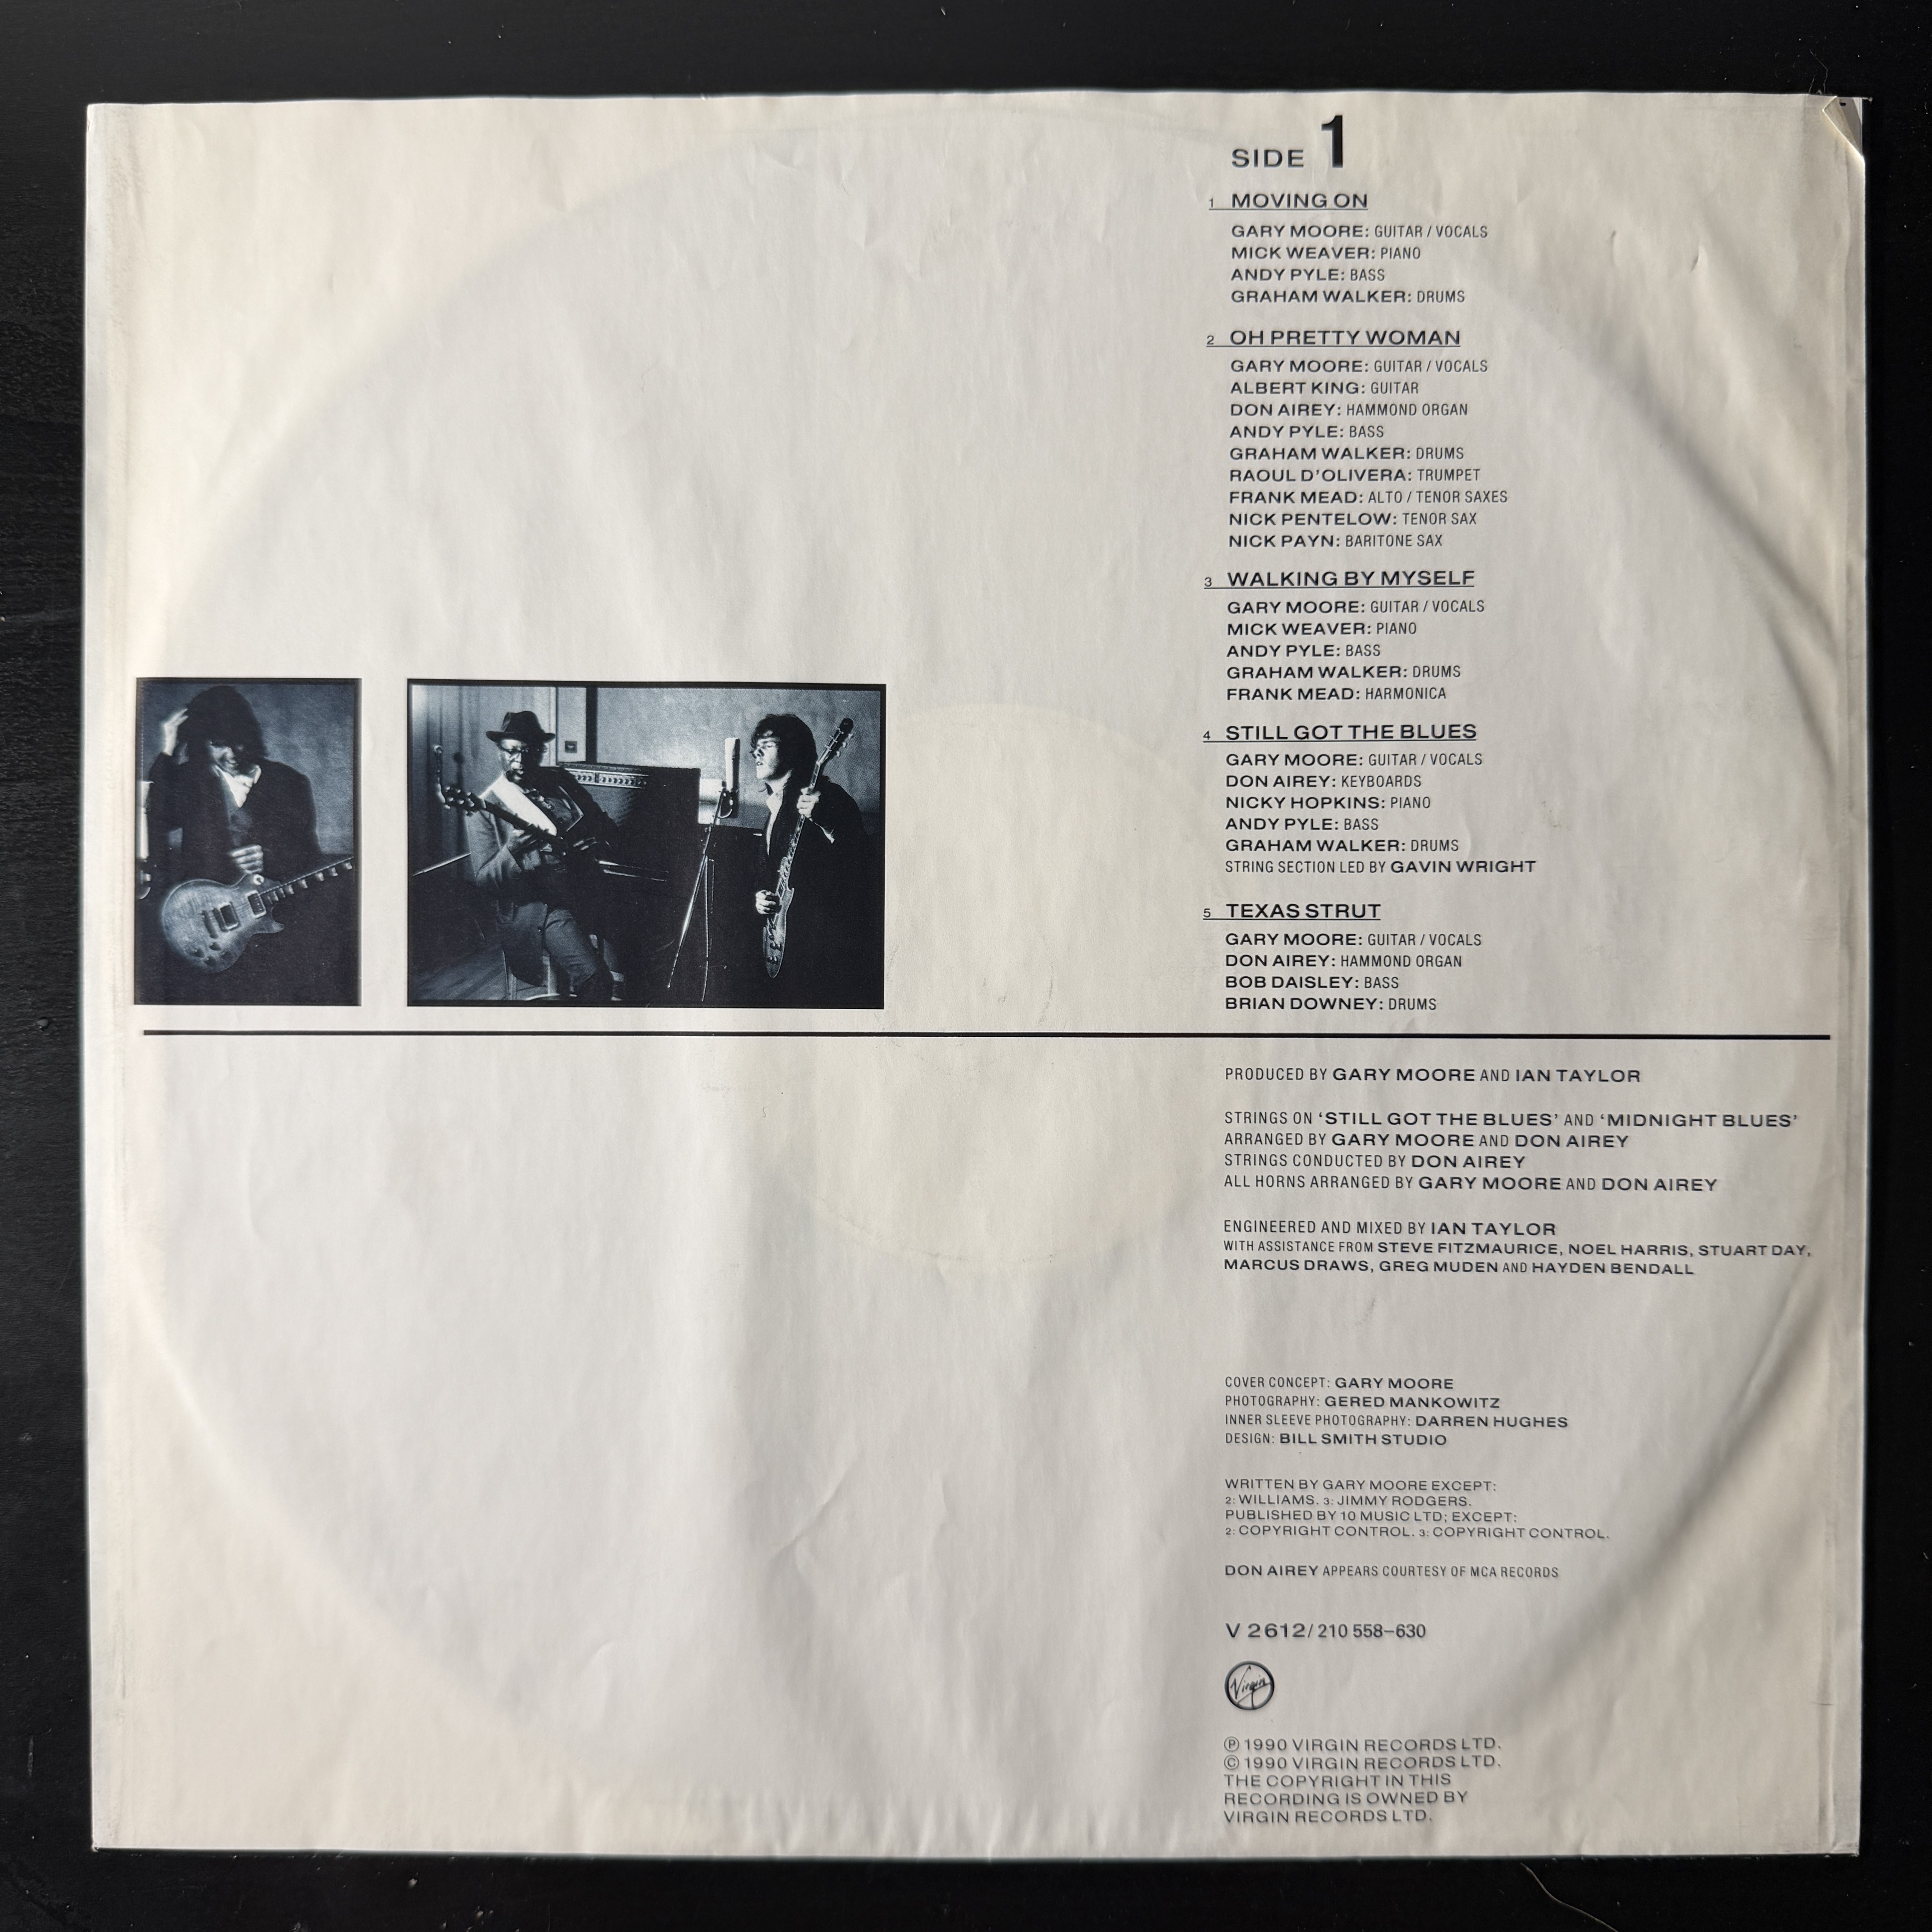 SIDE 1
1 MOVING ON
GARY MOORE: GUITAR / VOCALS
MICK WEAVER: PIANO
ANDY PYLE: BASS
GRAHAM WALKER: DRUMS
2 OH PRETTY WOMAN
GARY MOORE: GUITAR / VOCALS
ALBERT KING: GUITAR
DON AIREY: HAMMOND ORGAN
ANDY PYLE: BASS
GRAHAM WALKER: DRUMS
RAOUL D'OLIVERA: TRUMPET
FRANK MEAD: ALTO / TENOR SAXES
NICK PENTELOW: TENOR SAX
NICK PAYN: BARITONE SAX
3 WALKING BY MYSELF
GARY MOORE: GUITAR / VOCALS
MICK WEAVER: PIANO
ANDY PYLE: BASS
GRAHAM WALKER: DRUMS
FRANK MEAD: HARMONICA
4 STILL GOT THE BLUES
GARY MOORE: GUITAR / VOCALS
DON AIREY: KEYBOARDS
NICKY HOPKINS: PIANO
ANDY PYLE: BASS
GRAHAM WALKER: DRUMS
STRING SECTION LED BY GAVIN WRIGHT
5 TEXAS STRUT
GARY MOORE: GUITAR / VOCALS
DON AIREY: HAMMOND ORGAN
BOB DAISLEY: BASS
BRIAN DOWNEY: DRUMS
PRODUCED BY GARY MOORE AND IAN TAYLOR
STRINGS ON ‘STILL GOT THE BLUES’ AND ‘MIDNIGHT BLUES’
ARRANGED BY GARY MOORE AND DON AIREY
STRINGS CONDUCTED BY DON AIREY
ALL HORNS ARRANGED BY GARY MOORE AND DON AIREY
ENGINEERED AND MIXED BY IAN TAYLOR
WITH ASSISTANCE FROM STEVE FITZMAURICE, NOEL HARRIS, STUART DAY,
MARCUS DRAWS, GREG MUDEN AND HAYDEN BENDALL
COVER CONCEPT: GARY MOORE
PHOTOGRAPHY: GERED MANKOWITZ
INNER SLEEVE PHOTOGRAPHY: DARREN HUGHES
DESIGN: BILL SMITH STUDIO
WRITTEN BY GARY MOORE EXCEPT:
2: WILLIAMS. 3: JIMMY RODGERS.
PUBLISHED BY 10 MUSIC LTD; EXCEPT:
2: COPYRIGHT CONTROL. 3: COPYRIGHT CONTROL.
DON AIREY APPEARS COURTESY OF MCA RECORDS
V 2612/ 210 558–630
Virgin
℗ 1990 VIRGIN RECORDS LTD.
© 1990 VIRGIN RECORDS LTD.
THE COPYRIGHT IN THIS
RECORDING IS OWNED BY
VIRGIN RECORDS LTD.